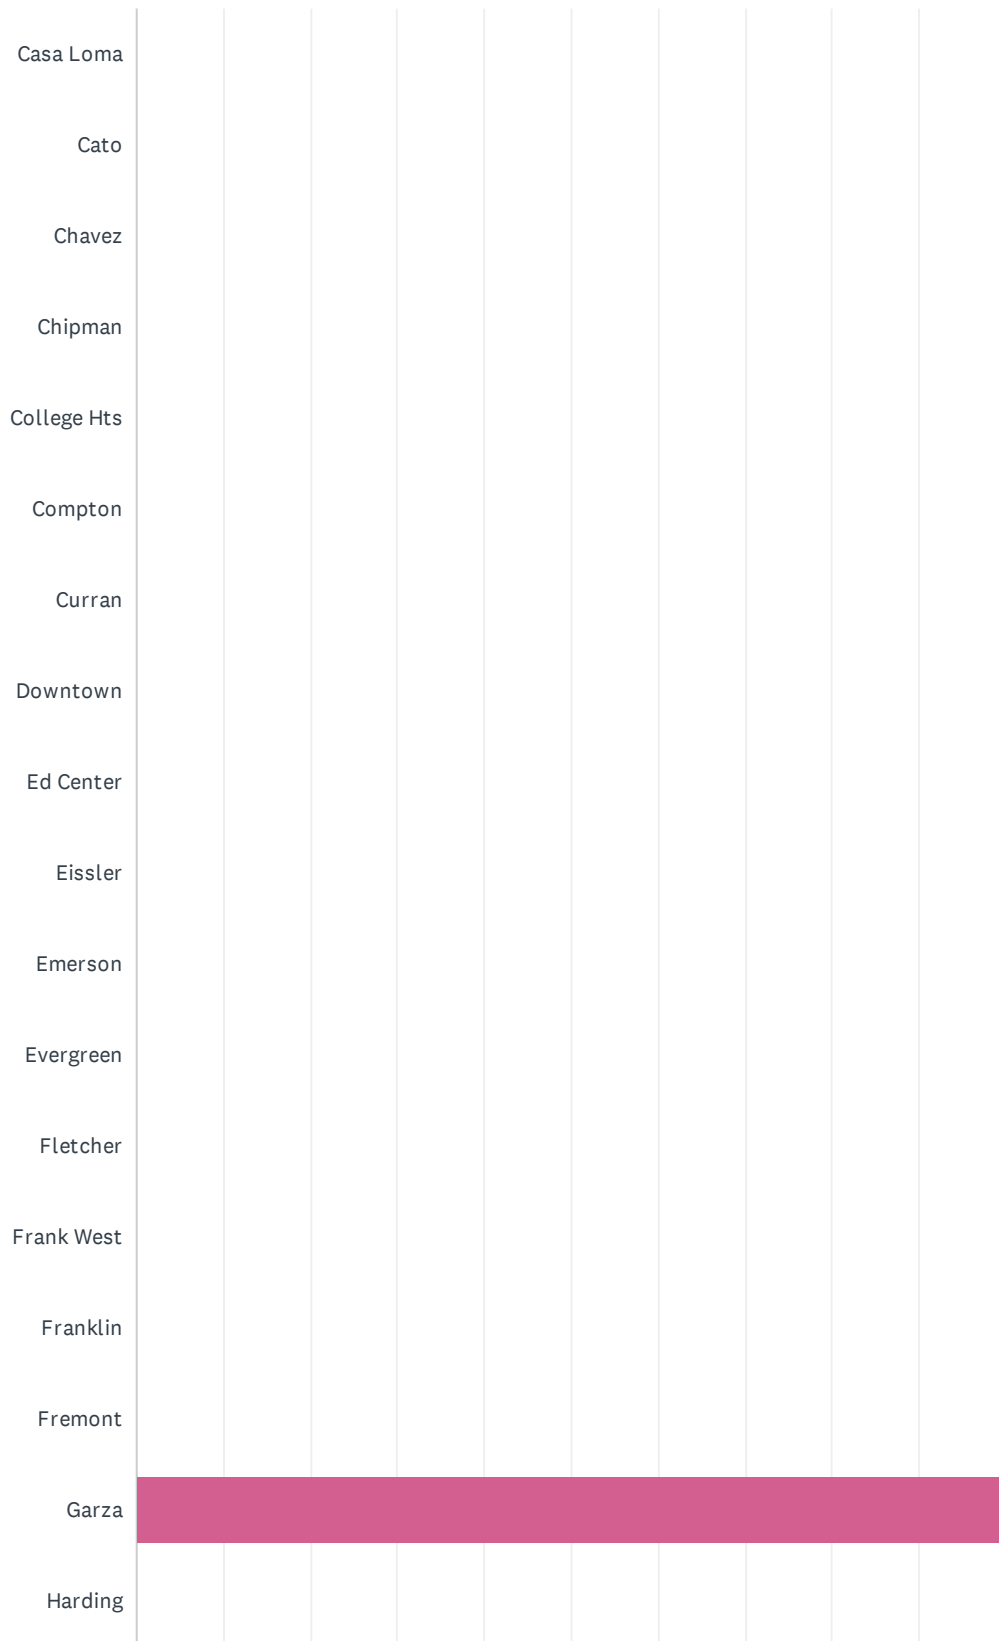 Casa Loma
Cato
Chavez
Chipman
College Hts
Compton
Curran
Downtown
Ed Center
Eissler
Emerson
Evergreen
Fletcher
Frank West
Franklin
Fremont
Garza
Harding